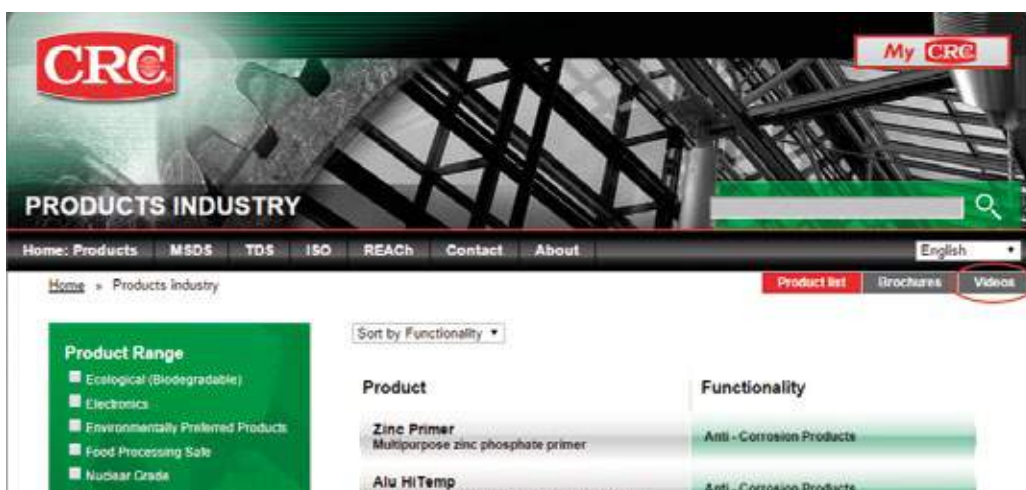 CRC
My CRC
PRODUCTS INDUSTRY
Home: Products MSDS TDS ISO REACh Contact About English
Home » Products Industry
Product list Brochures Videos
Sort by Functionality
Product Range
Ecological (Biodegradable)
Electronics
Environmentally Preferred Products
Food Processing Safe
Nuclear Grade
Product Functionality
Zinc Primer
Multipurpose zinc phosphate primer
Anti - Corrosion Products
Alu HiTemp
Anti - Corrosion Products